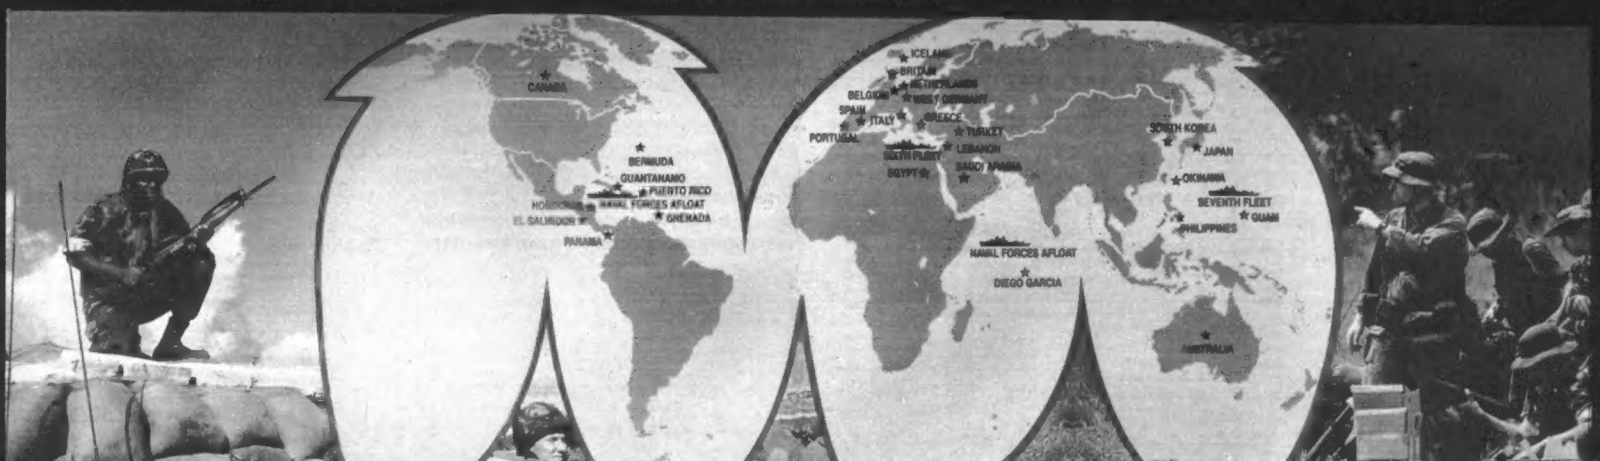 CANADA
BERMUDA
GUANTANAMO
PUERTO RICO
HONDURAS
NAVAL FORCES AFLOAT
EL SALVADOR
GRENADA
PANAMA
ICELAND
BRITAIN
NETHERLANDS
BELGIUM
WEST GERMANY
SPAIN
ITALY
GREECE
PORTUGAL
TURKEY
SIXTH FLEET
LEBANON
EGYPT
SAUDI ARABIA
NAVAL FORCES AFLOAT
DIEGO GARCIA
SOUTH KOREA
JAPAN
OKINAWA
SEVENTH FLEET
GUAM
PHILIPPINES
AUSTRALIA